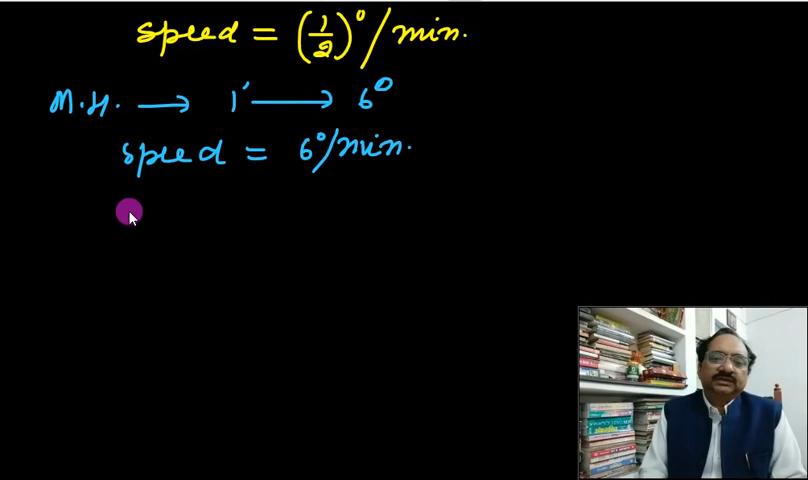 speed = (1/2)°/min.
M.H. → 1' → 6°
speed = 6°/min.